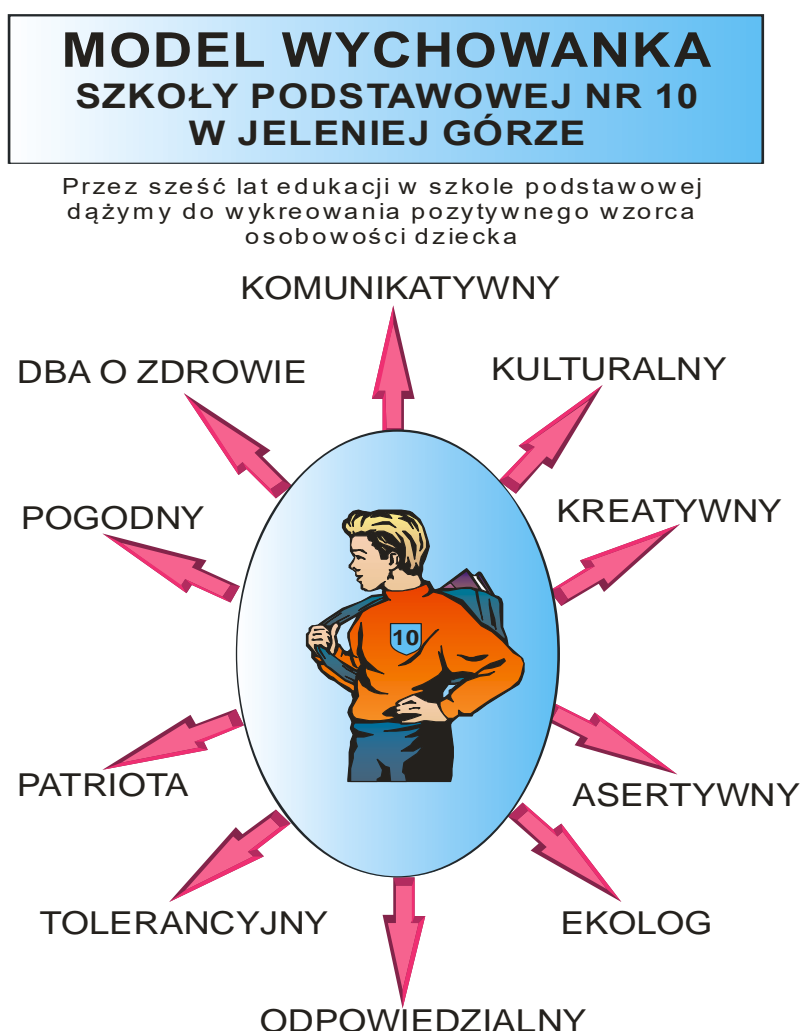 MODEL WYCHOWANKA
SZKOŁY PODSTAWOWEJ NR 10
W JELENIEJ GÓRZE
Przez sześć lat edukacji w szkole podstawowej
dążymy do wykreowania pozytywnego wzorca
osobowości dziecka
KOMUNIKATYWNY
DBA O ZDROWIE
KULTURALNY
POGODNY
KREATYWNY
10
PATRIOTA
ASERTYWNY
TOLERANCYJNY
EKOLOG
ODPOWIEDZIALNY